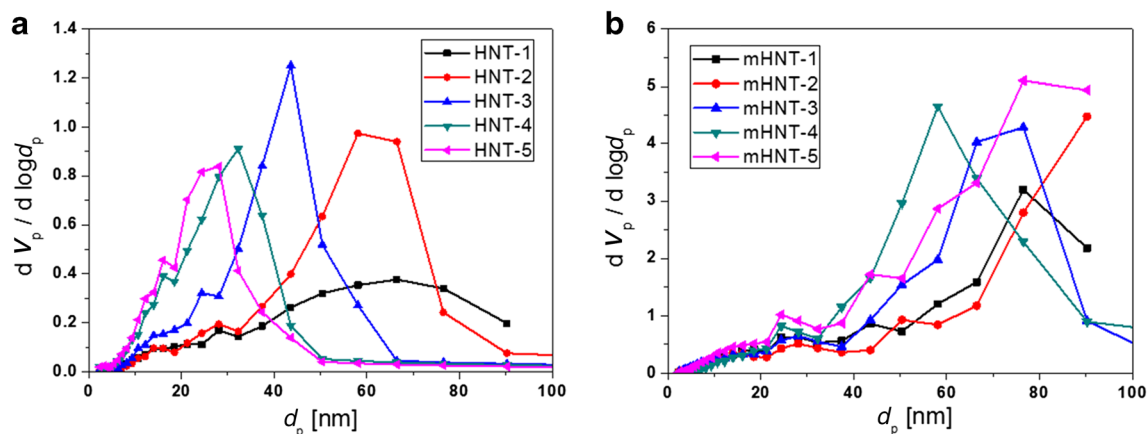 a
1.4
1.2
1.0
0.8
0.6
0.4
0.2
0.0
0
20
40
60
80
100
d Vp / d logdp
dp [nm]
HNT-1
HNT-2
HNT-3
HNT-4
HNT-5
b
6
5
4
3
2
1
0
0
20
40
60
80
100
d Vp / d logdp
dp [nm]
mHNT-1
mHNT-2
mHNT-3
mHNT-4
mHNT-5